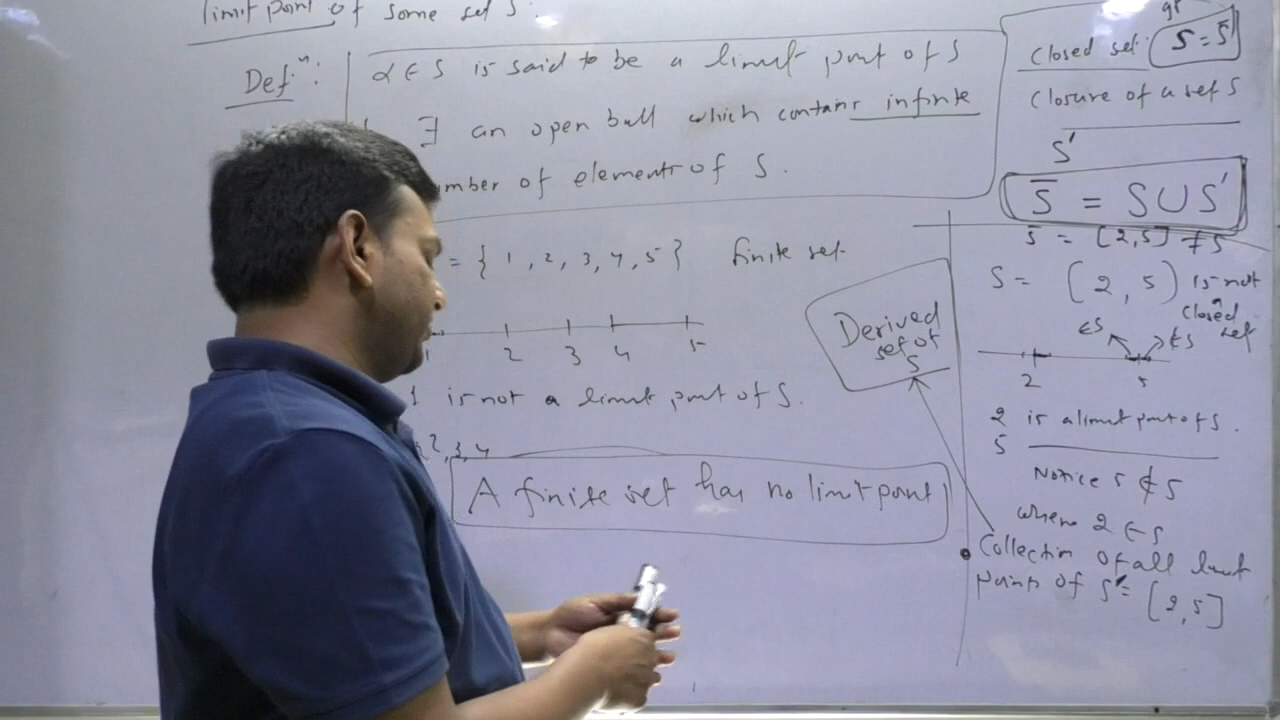 limit point of some set S.
Defⁿ:
α ∈ S is said to be a limit point of S
∃ an open ball which contains infinite
mber of elements of S.
= { 1, 2, 3, 4, 5 } finite set.
1 2 3 4 5
1 is not a limit point of S.
2, 3, 4
A finite set has no limit point
Derived
set of
S
Closed set: S = S̄
Closure of a set S
S'
S̄ = S ∪ S'
S̄ = [2,5] ≠ S
S = [2, 5) is not
closed
set
∈S ∉S
2 5
2 is a limit point of S.
5
Notice 5 ∉ S
where 2 ∈ S
Collection of all limit
points of S' = [2,5]